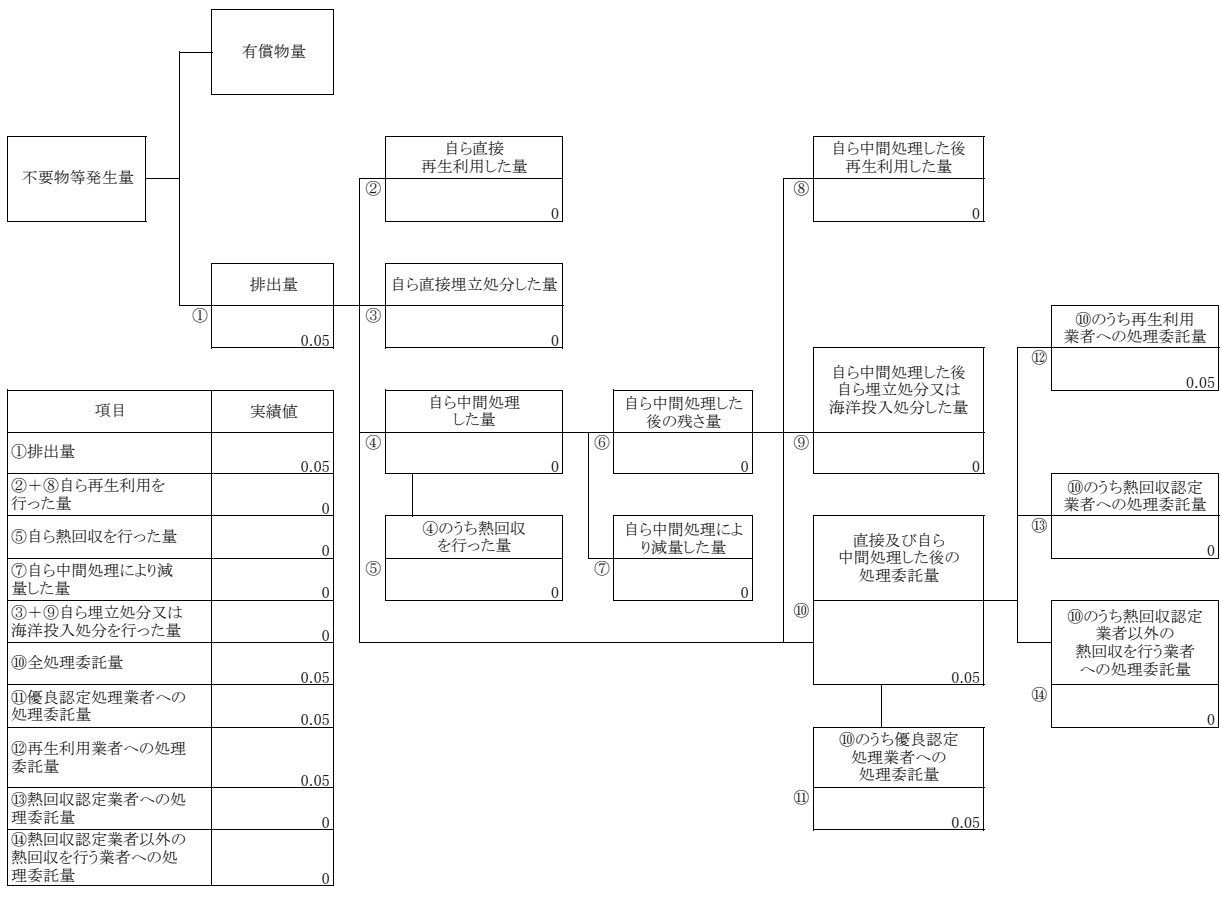 有償物量
不要物等発生量
自ら直接
再生利用した量
②
0
自ら中間処理した後
再生利用した量
⑧
0
排出量
①
0.05
自ら直接埋立処分した量
③
0
⑩のうち再生利用
業者への処理委託量
⑫
0.05
自ら中間処理
した量
④
0
自ら中間処理した
後の残さ量
⑥
0
自ら中間処理した後
自ら埋立処分又は
海洋投入処分した量
⑨
0
④のうち熱回収
を行った量
⑤
0
自ら中間処理によ
り減量した量
⑦
0
直接及び自ら
中間処理した後の
処理委託量
⑩
0.05
⑩のうち熱回収認定
業者への処理委託量
⑬
0
⑩のうち熱回収認定
業者以外の
熱回収を行う業者
への処理委託量
⑭
0
⑩のうち優良認定
処理業者への
処理委託量
⑪
0.05
項目 実績値
①排出量
0.05
②＋⑧自ら再生利用を
行った量
0
⑤自ら熱回収を行った量
0
⑦自ら中間処理により減
量した量
0
③＋⑨自ら埋立処分又は
海洋投入処分を行った量
0
⑩全処理委託量
0.05
⑪優良認定処理業者への
処理委託量
0.05
⑫再生利用業者への処理
委託量
0.05
⑬熱回収認定業者への処
理委託量
0
⑭熱回収認定業者以外の
熱回収を行う業者への処
理委託量
0